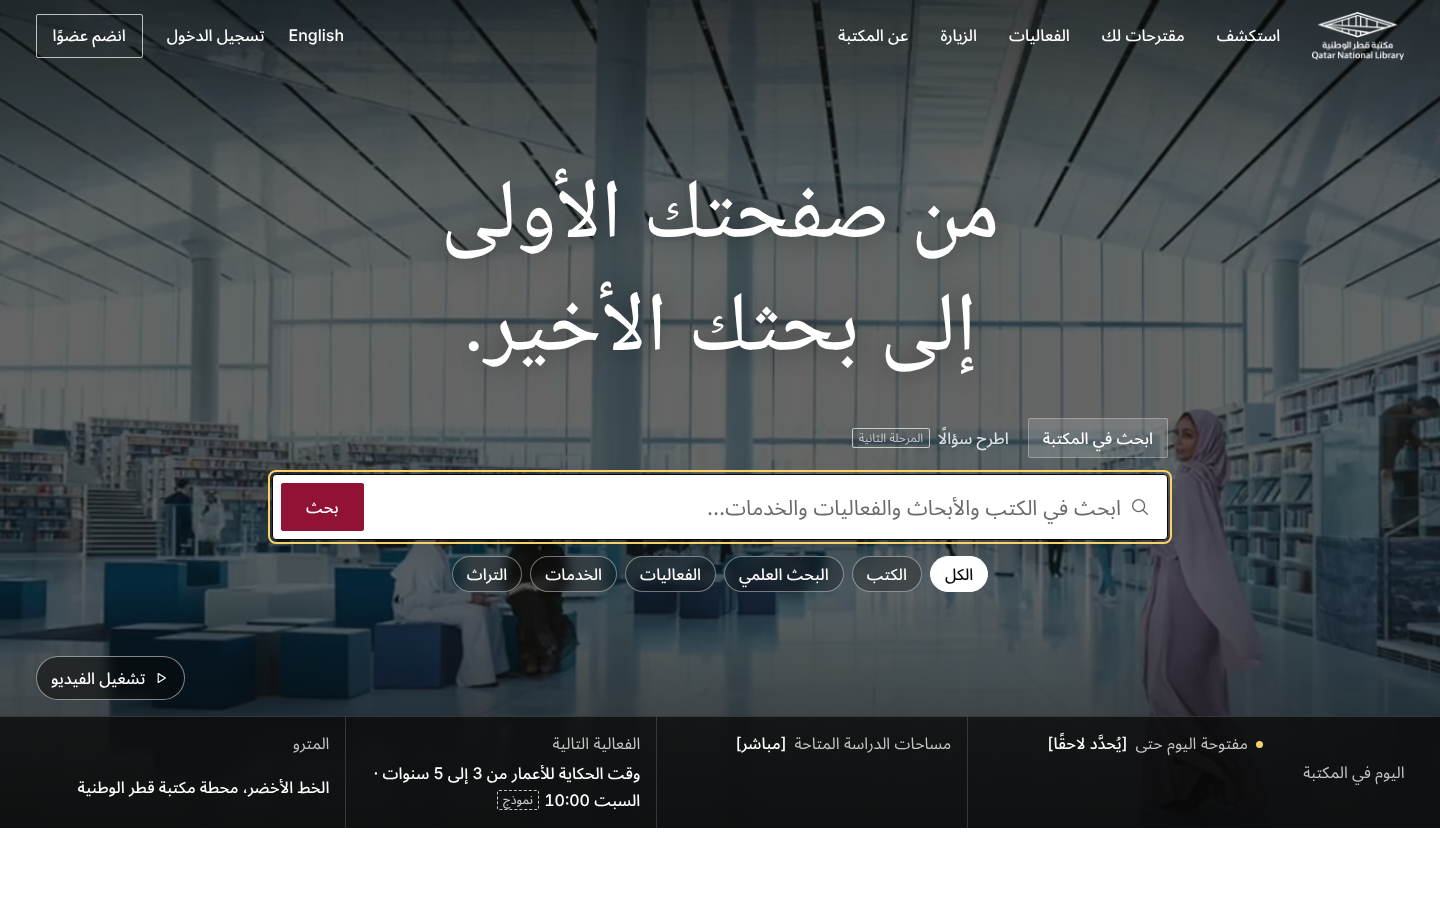 مكتبة قطر الوطنية
Qatar National Library
استكشف
مقترحات لك
الفعاليات
الزيارة
عن المكتبة
English
تسجيل الدخول
انضم عضوًا
من صفحتك الأولى
إلى بحثك الأخير.
ابحث في المكتبة
اطرح سؤالًا
المرحلة الثانية
ابحث في الكتب والأبحاث والفعاليات والخدمات...
بحث
الكل
الكتب
البحث العلمي
الفعاليات
الخدمات
التراث
تشغيل الفيديو
اليوم في المكتبة
مفتوحة اليوم حتى [يُحدَّد لاحقًا]
مساحات الدراسة المتاحة [مباشر]
الفعالية التالية
وقت الحكاية للأعمار من 3 إلى 5 سنوات ·
السبت 10:00 نموذج
المترو
الخط الأخضر، محطة مكتبة قطر الوطنية